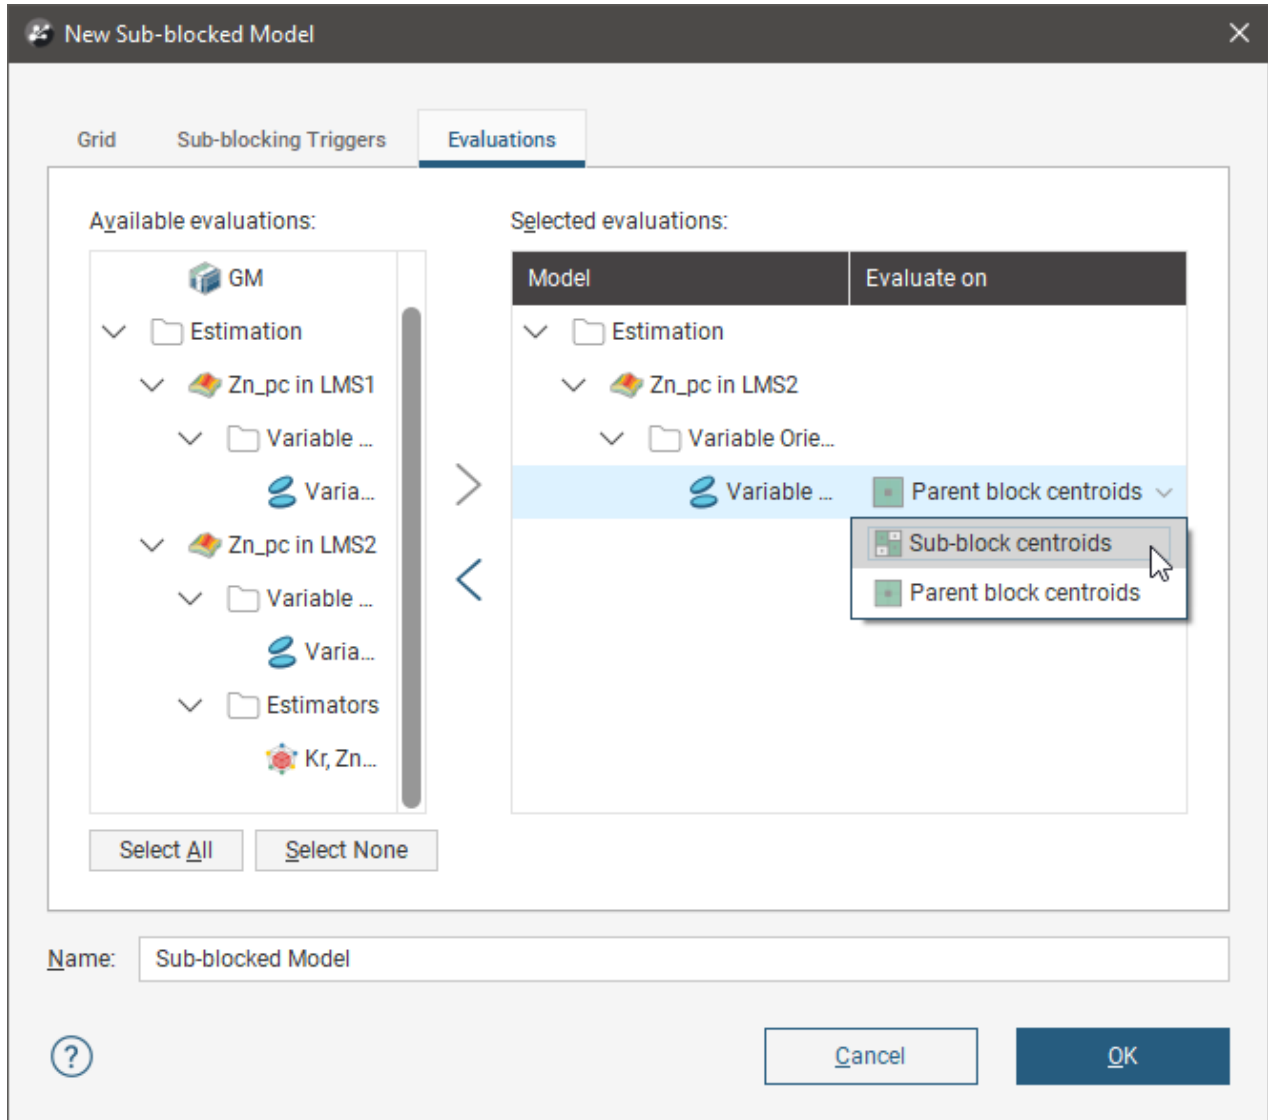 New Sub-blocked Model
Grid
Sub-blocking Triggers
Evaluations
Available evaluations:
GM
Estimation
Zn_pc in LMS1
Variable ...
Varia...
Zn_pc in LMS2
Variable ...
Varia...
Estimators
Kr, Zn...
Select All
Select None
Selected evaluations:
Model
Evaluate on
Estimation
Zn_pc in LMS2
Variable Orie...
Variable ...
Parent block centroids
Sub-block centroids
Parent block centroids
Name:
Sub-blocked Model
?
Cancel
OK